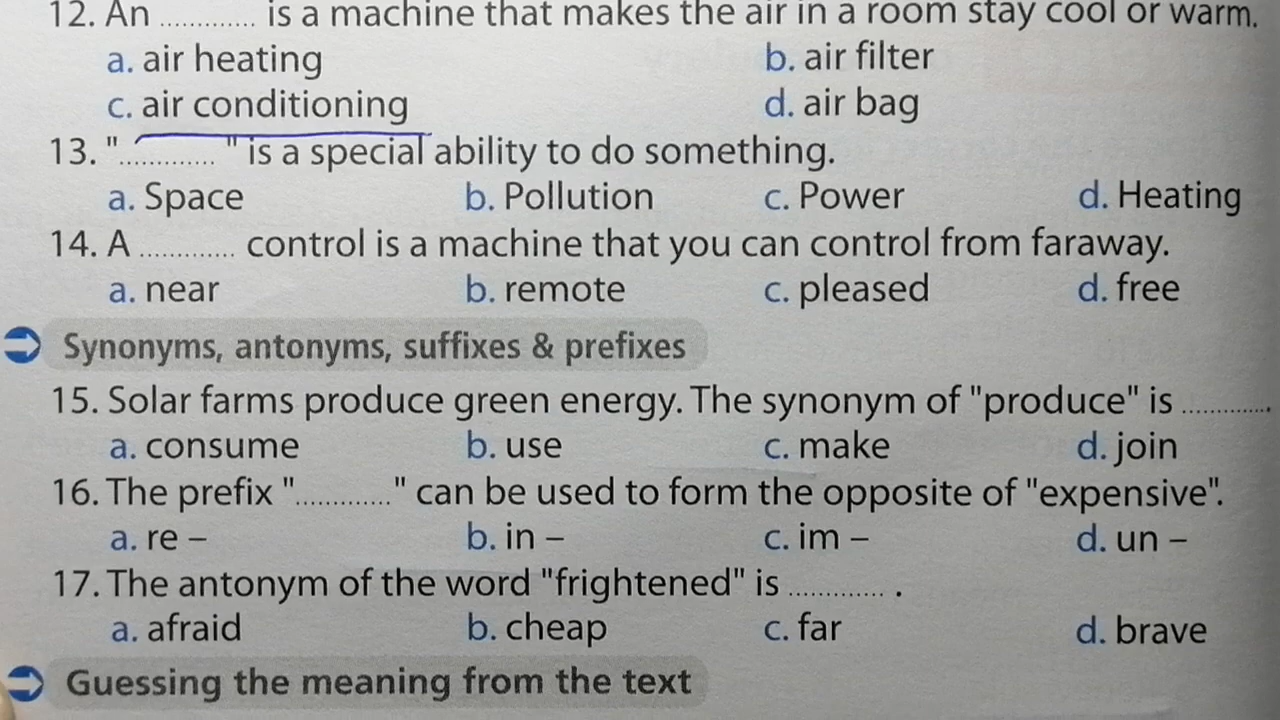 12. An ............. is a machine that makes the air in a room stay cool or warm.
a. air heating b. air filter
c. air conditioning d. air bag
13. "............. " is a special ability to do something.
a. Space b. Pollution c. Power d. Heating
14. A ............. control is a machine that you can control from faraway.
a. near b. remote c. pleased d. free
Synonyms, antonyms, suffixes & prefixes
15. Solar farms produce green energy. The synonym of "produce" is .............
a. consume b. use c. make d. join
16. The prefix "............." can be used to form the opposite of "expensive".
a. re – b. in – c. im – d. un –
17. The antonym of the word "frightened" is ............. .
a. afraid b. cheap c. far d. brave
Guessing the meaning from the text